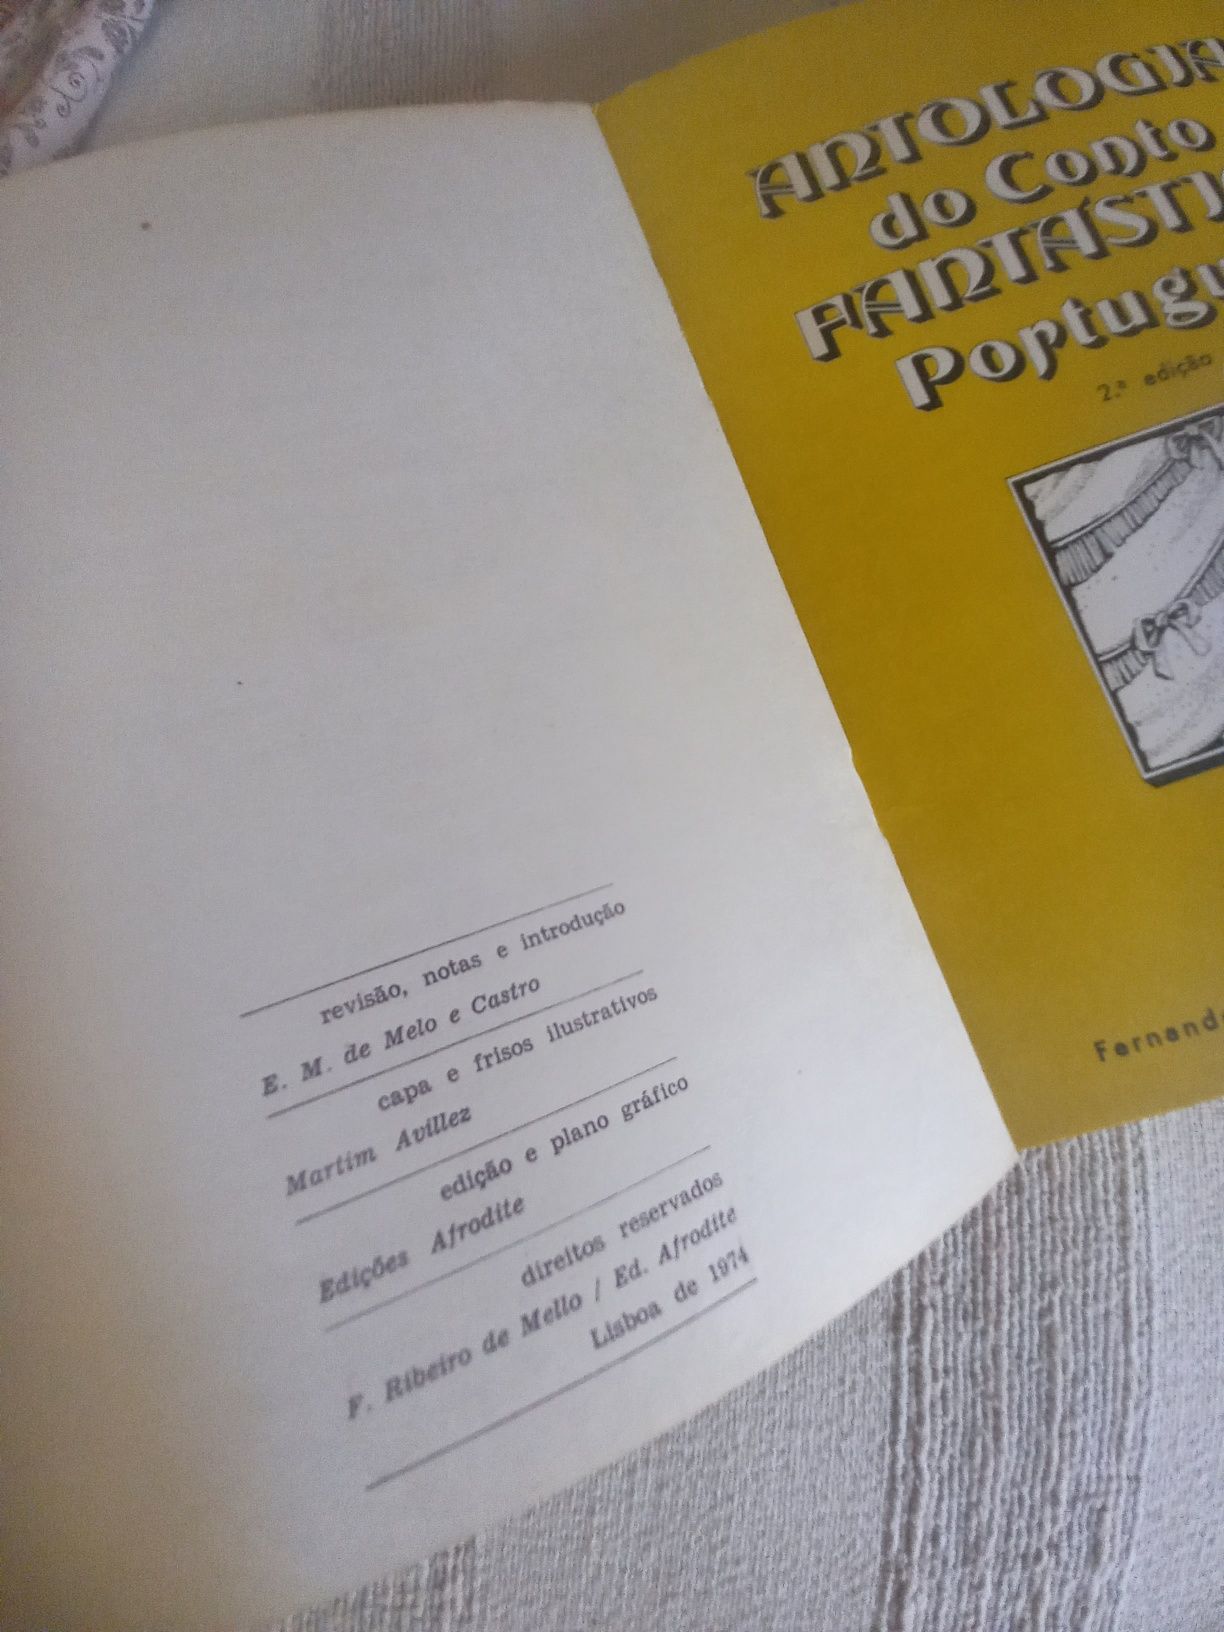 revisão, notas e introdução
E. M. de Melo e Castro
capa e frisos ilustrativos
Martim Avillez
edição e plano gráfico
Edições Afrodite
direitos reservados
F. Ribeiro de Mello / Ed. Afrodite
Lisboa de 1974
ANTOLOGIA
do Conto
FANTÁSTIC
Portugu
2.ª edição
Fernand